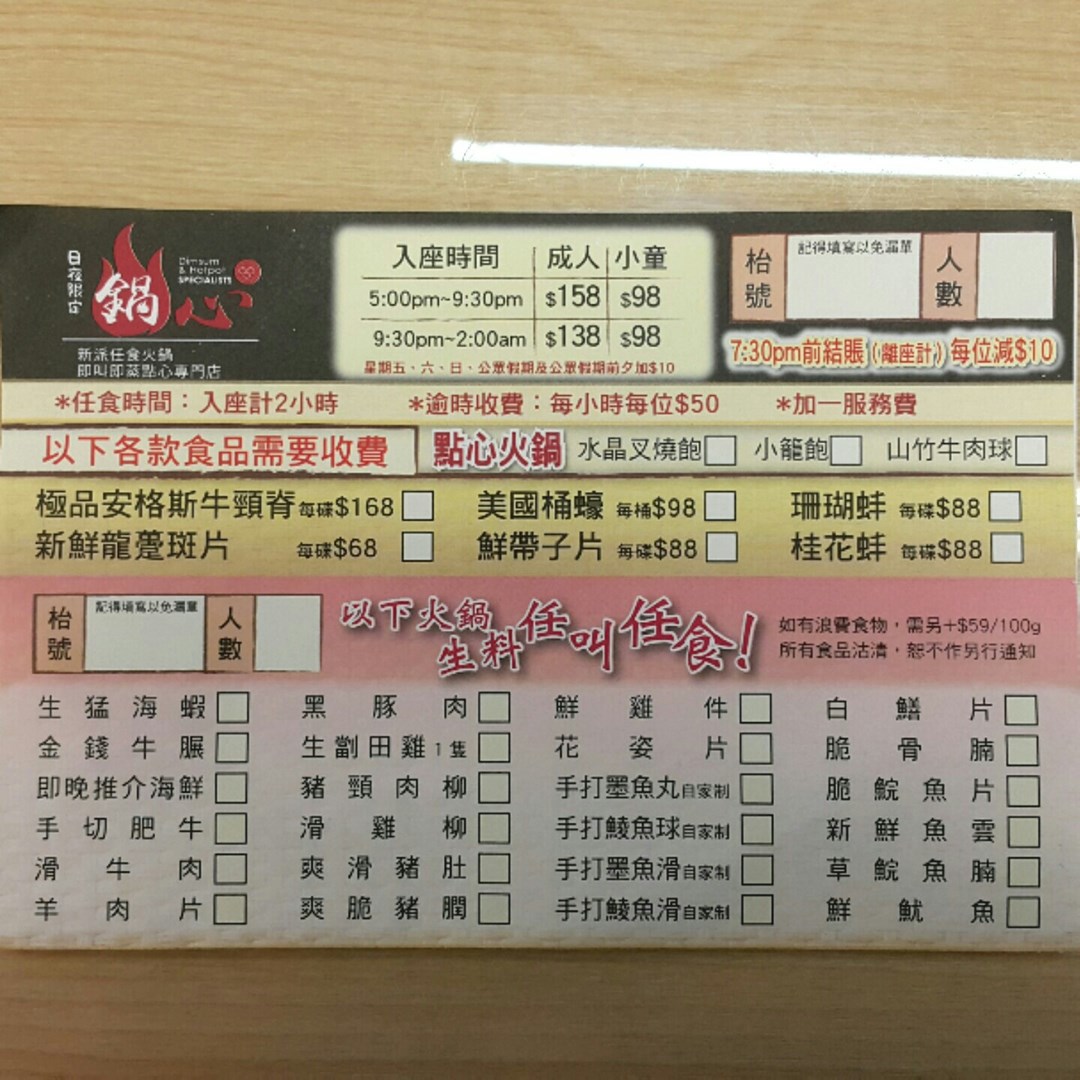 日夜限定
鍋心
Dimsum
& Hotpot
SPECIALISTS
新派任食火鍋
即叫即蒸點心專門店
入座時間 成人 小童
5:00pm~9:30pm $158 $98
9:30pm~2:00am $138 $98
星期五、六、日、公眾假期及公眾假期前夕加$10
枱號 記得填寫以免漏單 人數
7:30pm前結賬(離座計)每位減$10
*任食時間：入座計2小時 *逾時收費：每小時每位$50 *加一服務費
以下各款食品需要收費 點心火鍋 水晶叉燒飽 小籠飽 山竹牛肉球
極品安格斯牛頸脊 每碟$168 美國桶蠔 每桶$98 珊瑚蚌 每碟$88
新鮮龍躉斑片 每碟$68 鮮帶子片 每碟$88 桂花蚌 每碟$88
枱號 記得填寫以免漏單 人數
以下火鍋生料任叫任食!
如有浪費食物，需另+$59/100g
所有食品沽清，恕不作另行通知
生猛海蝦 黑豚肉 鮮雞件 白鱔片
金錢牛𦟌 生劏田雞1隻 花姿片 脆骨腩
即晚推介海鮮 豬頸肉柳 手打墨魚丸自家制 脆鯇魚片
手切肥牛 滑雞柳 手打鯪魚球自家制 新鮮魚雲
滑牛肉 爽滑豬肚 手打墨魚滑自家制 草鯇魚腩
羊肉片 爽脆豬膶 手打鯪魚滑自家制 鮮魷魚